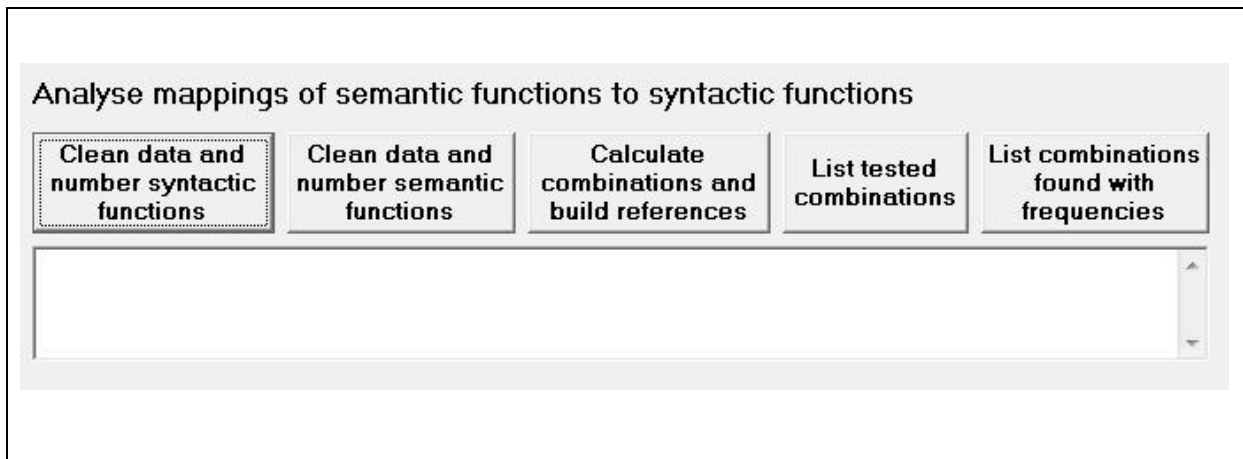 Analyse mappings of semantic functions to syntactic functions
Clean data and
number syntactic
functions
Clean data and
number semantic
functions
Calculate
combinations and
build references
List tested
combinations
List combinations
found with
frequencies